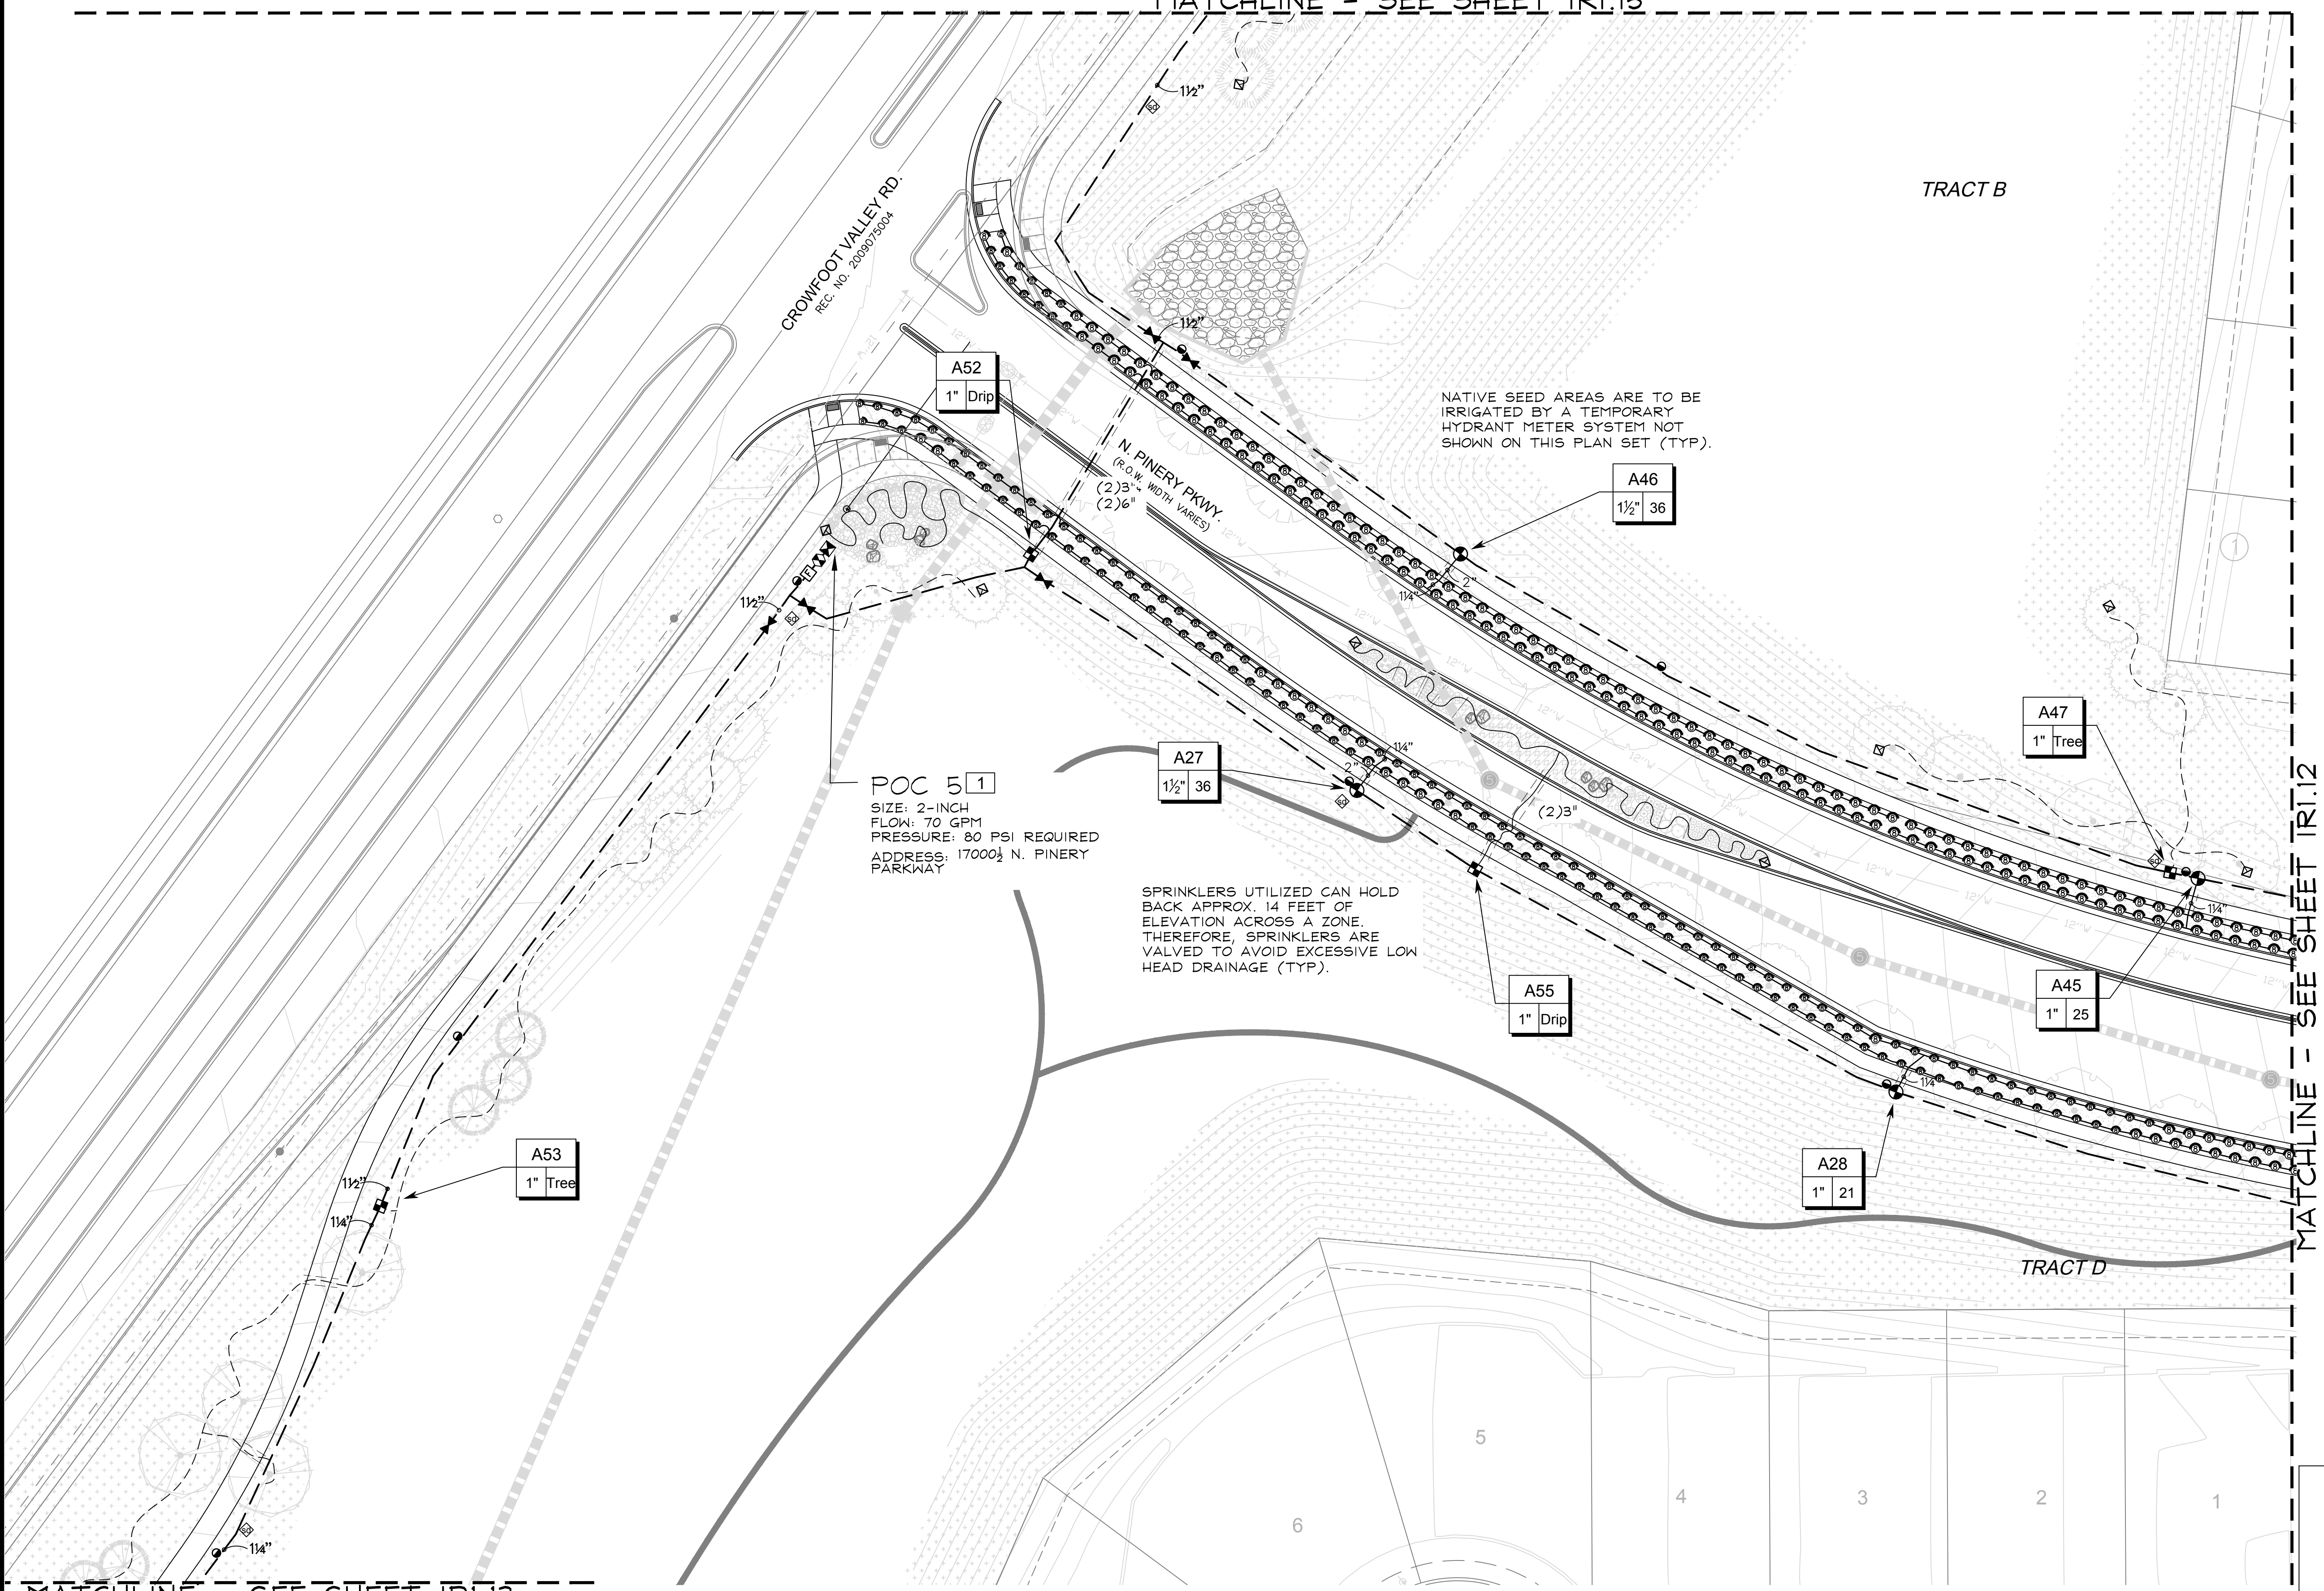 MATCHLINE - SEE SHEET IR1.15
1½"
CROWFOOT VALLEY RD.
REC. NO. 2009075004
TRACT B
1½"
A52
1" Drip
N. PINERY PKWY.
(R.O.W. WIDTH VARIES)
(2)3"
(2)6"
NATIVE SEED AREAS ARE TO BE
IRRIGATED BY A TEMPORARY
HYDRANT METER SYSTEM NOT
SHOWN ON THIS PLAN SET (TYP).
A46
1½" 36
2"
1¼"
1
1½"
A47
1" Tree
POC 5 1
SIZE: 2-INCH
FLOW: 70 GPM
PRESSURE: 80 PSI REQUIRED
ADDRESS: 17000½ N. PINERY
PARKWAY
A27
1½" 36
1¼"
2"
(2)3"
SPRINKLERS UTILIZED CAN HOLD
BACK APPROX. 14 FEET OF
ELEVATION ACROSS A ZONE.
THEREFORE, SPRINKLERS ARE
VALVED TO AVOID EXCESSIVE LOW
HEAD DRAINAGE (TYP).
A55
1" Drip
A45
1" 25
1¼"
1¼"
A28
1" 21
A53
1" Tree
1½"
1¼"
TRACT D
MATCHLINE - SEE SHEET IR1.12
5
6
4
3
2
1
1¼"